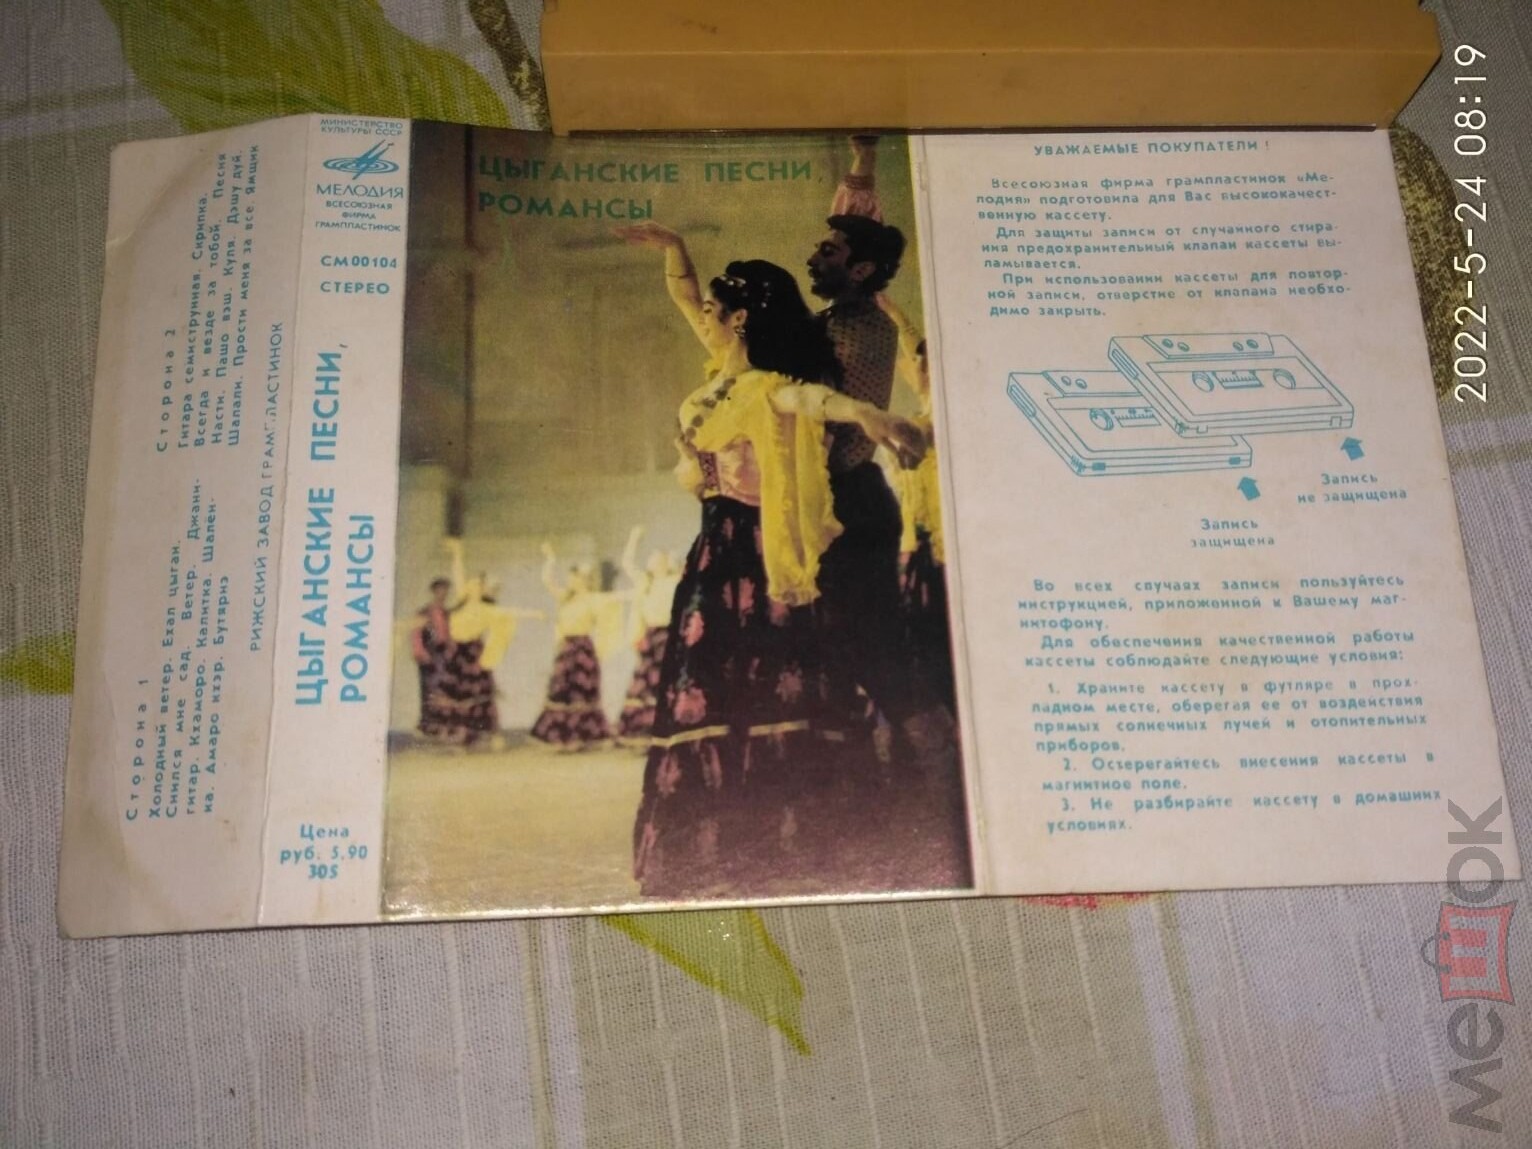 Сторона 1
Холодный ветер. Ехал цыган.
Снился мне сад. Ветер. Джани-
гитар. Кхаморо. Калитка. Шалён-
на. Амаро кхэр. Бутярнэ
Сторона 2
Гитара семиструнная. Скрипка.
Всегда и везде за тобой. Песня
Насти. Пашо вэш. Куля. Дэшу дуй.
Шалали. Прости меня за все. Ямщик
РИЖСКИЙ ЗАВОД ГРАМПЛАСТИНОК
МИНИСТЕРСТВО
КУЛЬТУРЫ СССР
МЕЛОДИЯ
ВСЕСОЮЗНАЯ
ФИРМА
ГРАМПЛАСТИНОК
СМ00104
СТЕРЕО
ЦЫГАНСКИЕ ПЕСНИ,
РОМАНСЫ
Цена
руб. 5.90
30S
ЦЫГАНСКИЕ ПЕСНИ,
РОМАНСЫ
УВАЖАЕМЫЕ ПОКУПАТЕЛИ !
Всесоюзная фирма грампластинок «Ме-
лодия» подготовила для Вас высококачест-
венную кассету.
Для защиты записи от случайного стира-
ния предохранительный клапан кассеты вы-
ламывается.
При использовании кассеты для повтор-
ной записи, отверстие от клапана необхо-
димо закрыть.
Запись
не защищена
Запись
защищена
Во всех случаях записи пользуйтесь
инструкцией, приложенной к Вашему маг-
нитофону.
Для обеспечения качественной работы
кассеты соблюдайте следующие условия:
1. Храните кассету в футляре в прох-
ладном месте, оберегая ее от воздействия
прямых солнечных лучей и отопительных
приборов.
2. Остерегайтесь внесения кассеты в
магнитное поле.
3. Не разбирайте кассету в домашних
условиях.
2022-5-24 08:19
мешок